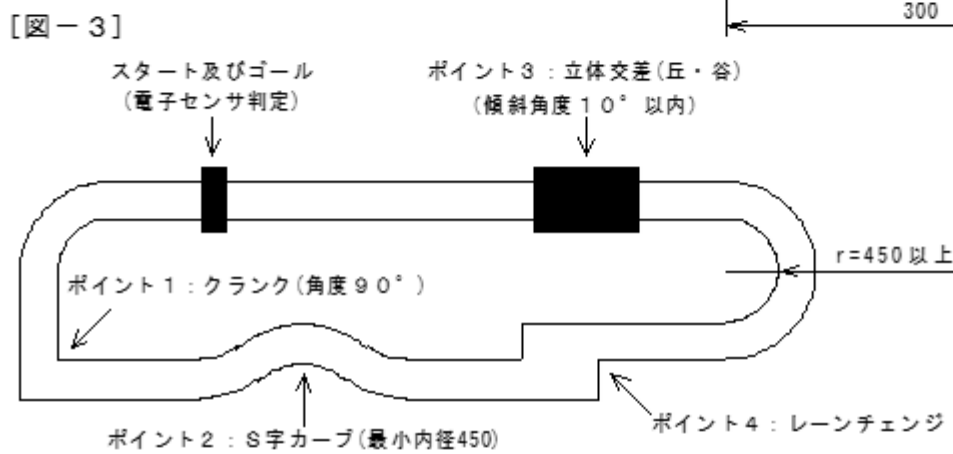 [図－3]
300
スタート及びゴール
(電子センサ判定)
ポイント3：立体交差(丘・谷)
(傾斜角度10°以内)
r=450以上
ポイント1：クランク(角度90°)
ポイント2：S字カーブ(最小内径450)
ポイント4：レーンチェンジ